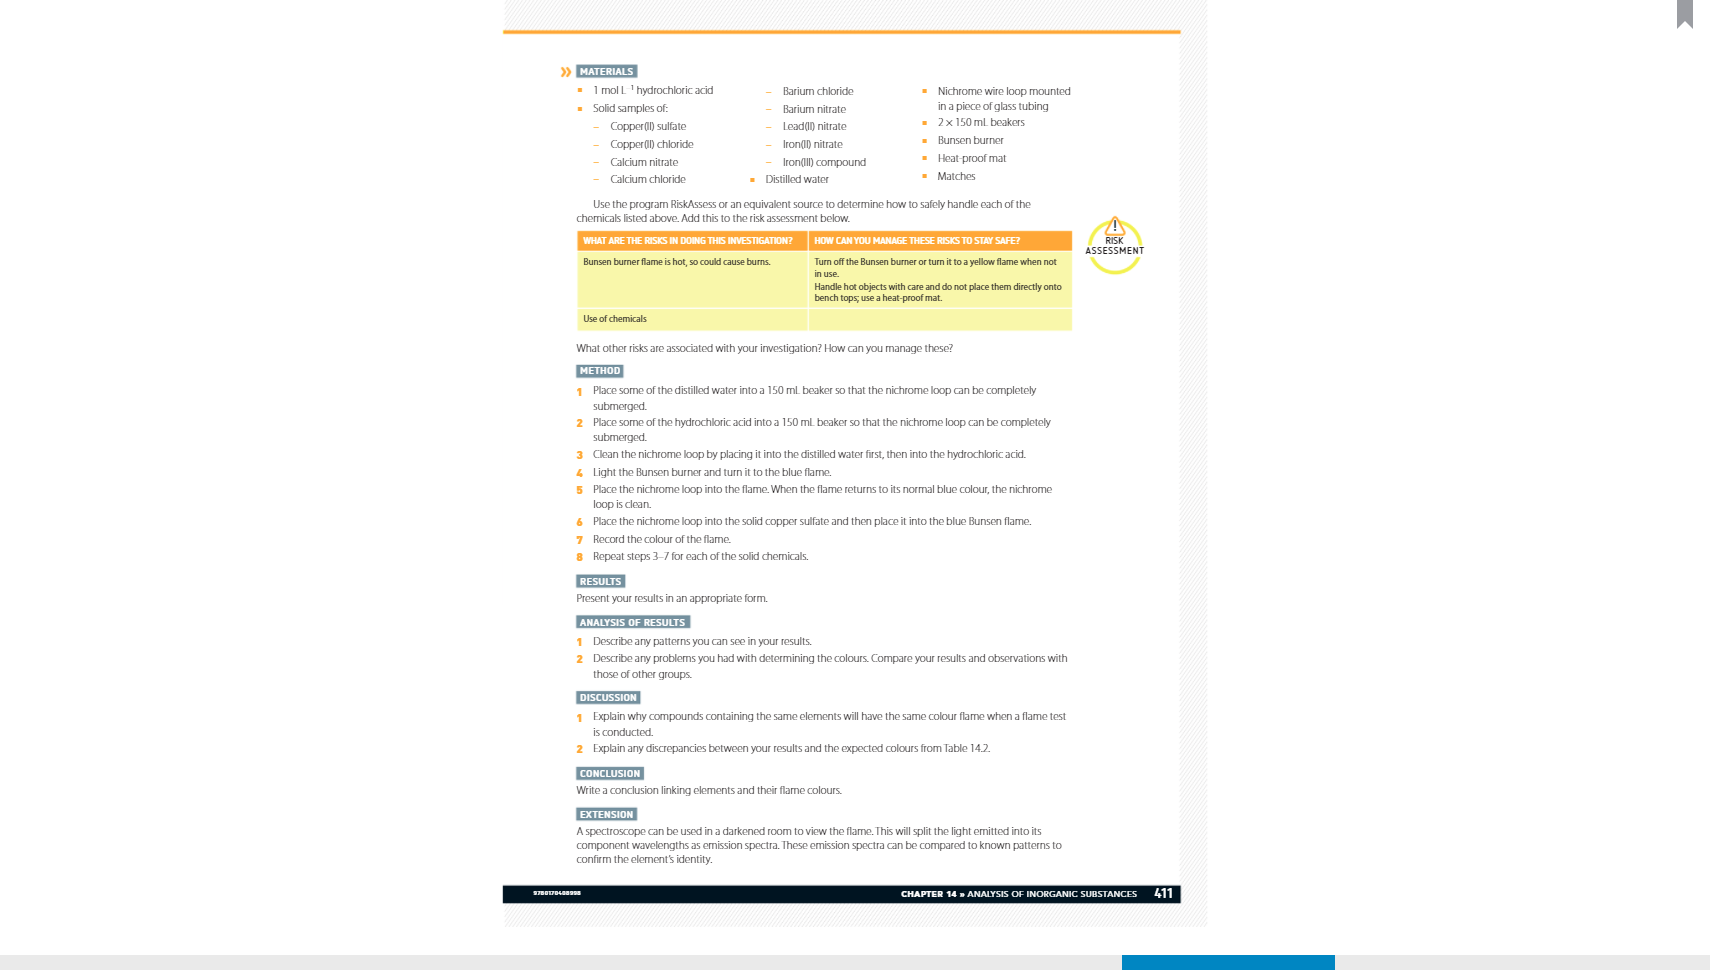 » MATERIALS
▪ 1 mol L⁻¹ hydrochloric acid
▪ Solid samples of:
– Copper(II) sulfate
– Copper(II) chloride
– Calcium nitrate
– Calcium chloride
– Barium chloride
– Barium nitrate
– Lead(II) nitrate
– Iron(II) nitrate
– Iron(III) compound
▪ Distilled water
▪ Nichrome wire loop mounted
in a piece of glass tubing
▪ 2 × 150 mL beakers
▪ Bunsen burner
▪ Heat-proof mat
▪ Matches
Use the program RiskAssess or an equivalent source to determine how to safely handle each of the
chemicals listed above. Add this to the risk assessment below.
! RISK
ASSESSMENT
WHAT ARE THE RISKS IN DOING THIS INVESTIGATION? HOW CAN YOU MANAGE THESE RISKS TO STAY SAFE?
Bunsen burner flame is hot, so could cause burns. Turn off the Bunsen burner or turn it to a yellow flame when not
in use.
Handle hot objects with care and do not place them directly onto
bench tops; use a heat-proof mat.
Use of chemicals
What other risks are associated with your investigation? How can you manage these?
METHOD
1 Place some of the distilled water into a 150 mL beaker so that the nichrome loop can be completely
submerged.
2 Place some of the hydrochloric acid into a 150 mL beaker so that the nichrome loop can be completely
submerged.
3 Clean the nichrome loop by placing it into the distilled water first, then into the hydrochloric acid.
4 Light the Bunsen burner and turn it to the blue flame.
5 Place the nichrome loop into the flame. When the flame returns to its normal blue colour, the nichrome
loop is clean.
6 Place the nichrome loop into the solid copper sulfate and then place it into the blue Bunsen flame.
7 Record the colour of the flame.
8 Repeat steps 3–7 for each of the solid chemicals.
RESULTS
Present your results in an appropriate form.
ANALYSIS OF RESULTS
1 Describe any patterns you can see in your results.
2 Describe any problems you had with determining the colours. Compare your results and observations with
those of other groups.
DISCUSSION
1 Explain why compounds containing the same elements will have the same colour flame when a flame test
is conducted.
2 Explain any discrepancies between your results and the expected colours from Table 14.2.
CONCLUSION
Write a conclusion linking elements and their flame colours.
EXTENSION
A spectroscope can be used in a darkened room to view the flame. This will split the light emitted into its
component wavelengths as emission spectra. These emission spectra can be compared to known patterns to
confirm the element's identity.
9780170408998 CHAPTER 14 » ANALYSIS OF INORGANIC SUBSTANCES 411